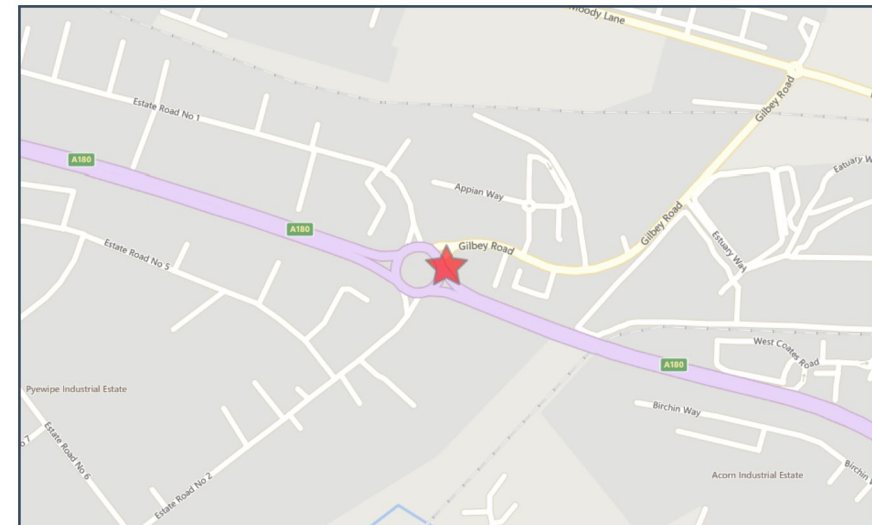 Moody Lane
Estate Road No 1
Gilbey Road
A180
Appian Way
Estuary W
A180
Gilbey Road
Gilbey Road
Estate Road No 5
Estuary Way
West Coates Road
A180
Pyewipe Industrial Estate
Birchin Way
o 7
Estate Road No 6
Acorn Industrial Estate
Birchin W
Estate Road No 2